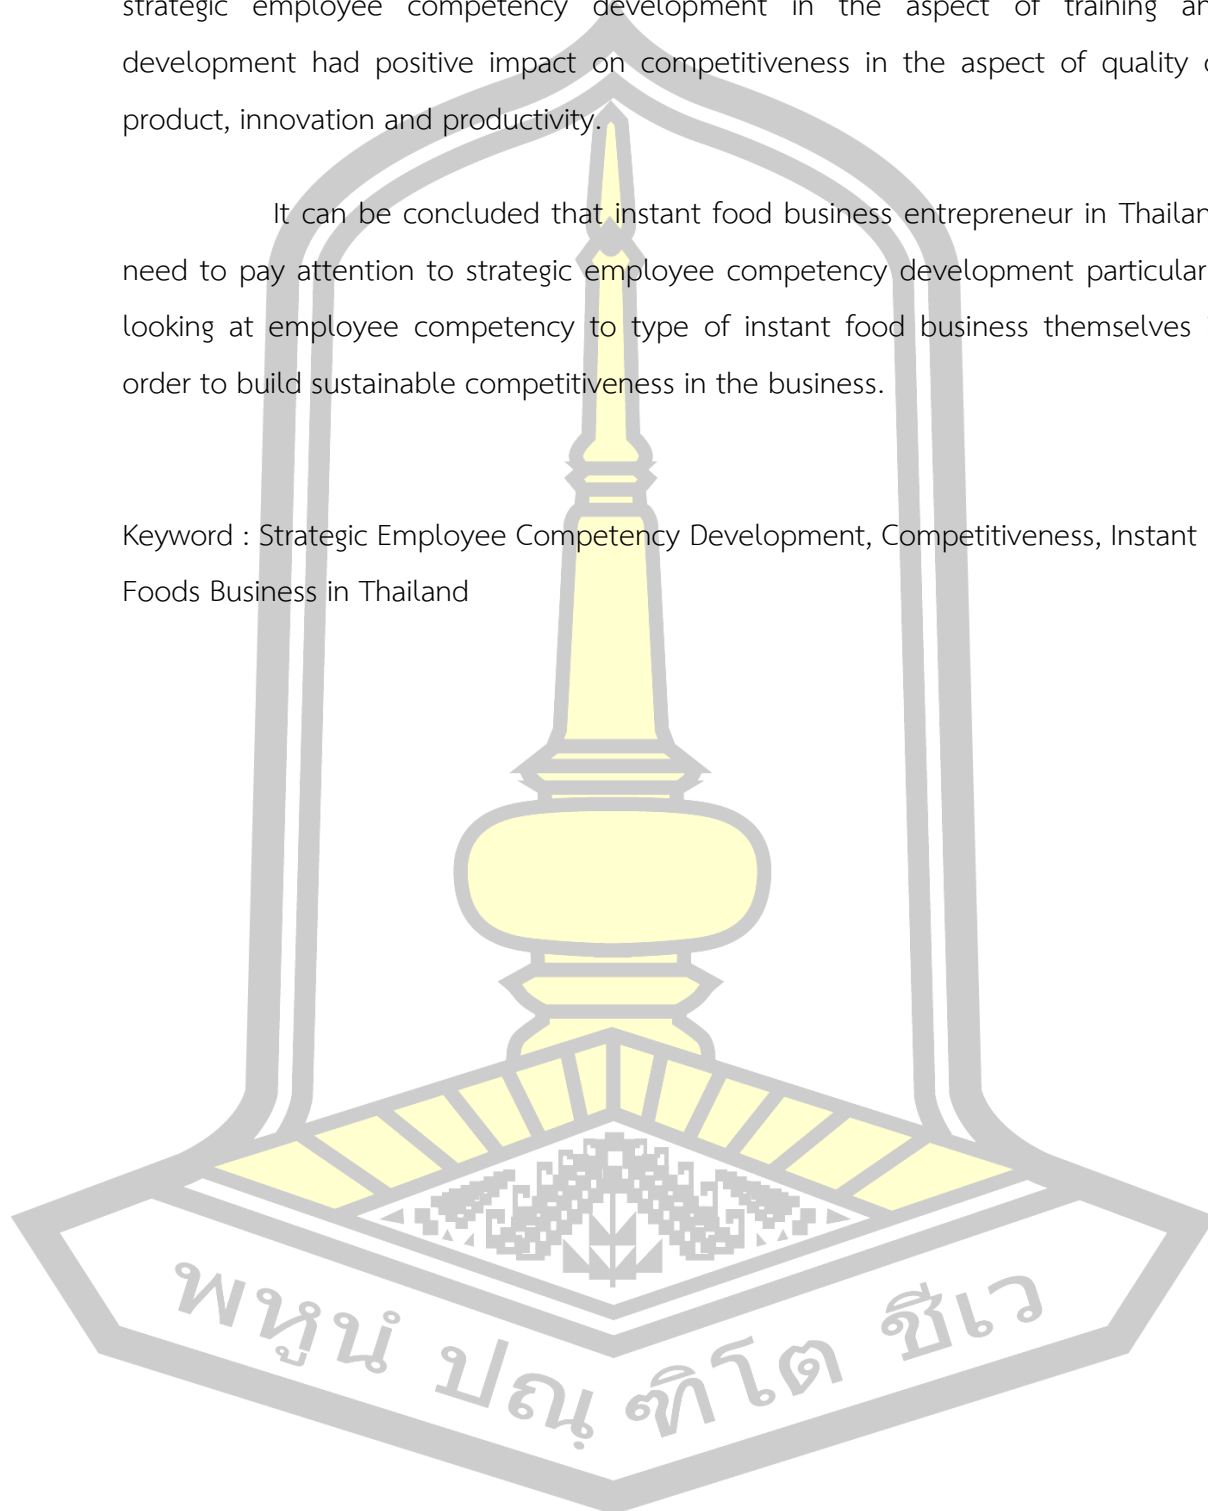 strategic employee competency development in the aspect of training an
development had positive impact on competitiveness in the aspect of quality o
product, innovation and productivity.
It can be concluded that instant food business entrepreneur in Thailan
need to pay attention to strategic employee competency development particular
looking at employee competency to type of instant food business themselves
order to build sustainable competitiveness in the business.
Keyword : Strategic Employee Competency Development, Competitiveness, Instant
Foods Business in Thailand
พหูนํ ปณฺฑิโต ชีเว